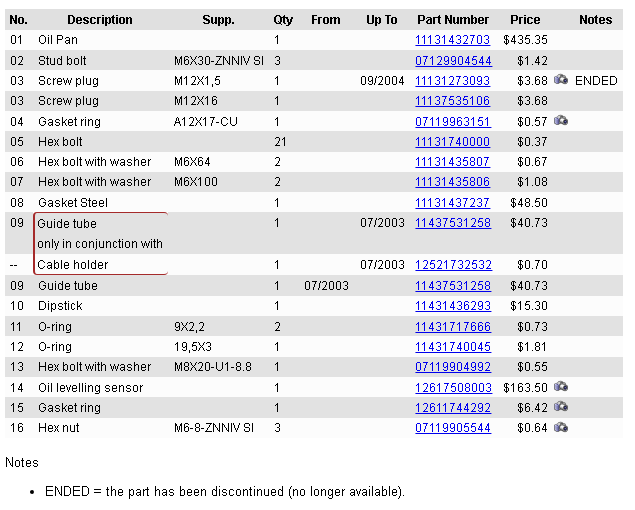 No. Description Supp. Qty From Up To Part Number Price Notes
01 Oil Pan 1 11131432703 $435.35
02 Stud bolt M6X30-ZNNIV SI 3 07129904544 $1.42
03 Screw plug M12X1,5 1 09/2004 11131273093 $3.68 ENDED
03 Screw plug M12X16 1 11137535106 $3.68
04 Gasket ring A12X17-CU 1 07119963151 $0.57
05 Hex bolt 21 11131740000 $0.37
06 Hex bolt with washer M6X64 2 11131435807 $0.67
07 Hex bolt with washer M6X100 2 11131435806 $1.08
08 Gasket Steel 1 11131437237 $48.50
09 Guide tube 1 07/2003 11437531258 $40.73
only in conjunction with
-- Cable holder 1 07/2003 12521732532 $0.70
09 Guide tube 1 07/2003 11437531258 $40.73
10 Dipstick 1 11431436293 $15.30
11 O-ring 9X2,2 2 11431717666 $0.73
12 O-ring 19,5X3 1 11431740045 $1.81
13 Hex bolt with washer M8X20-U1-8.8 1 07119904992 $0.55
14 Oil levelling sensor 1 12617508003 $163.50
15 Gasket ring 1 12611744292 $6.42
16 Hex nut M6-8-ZNNIV SI 3 07119905544 $0.64
Notes
• ENDED = the part has been discontinued (no longer available).